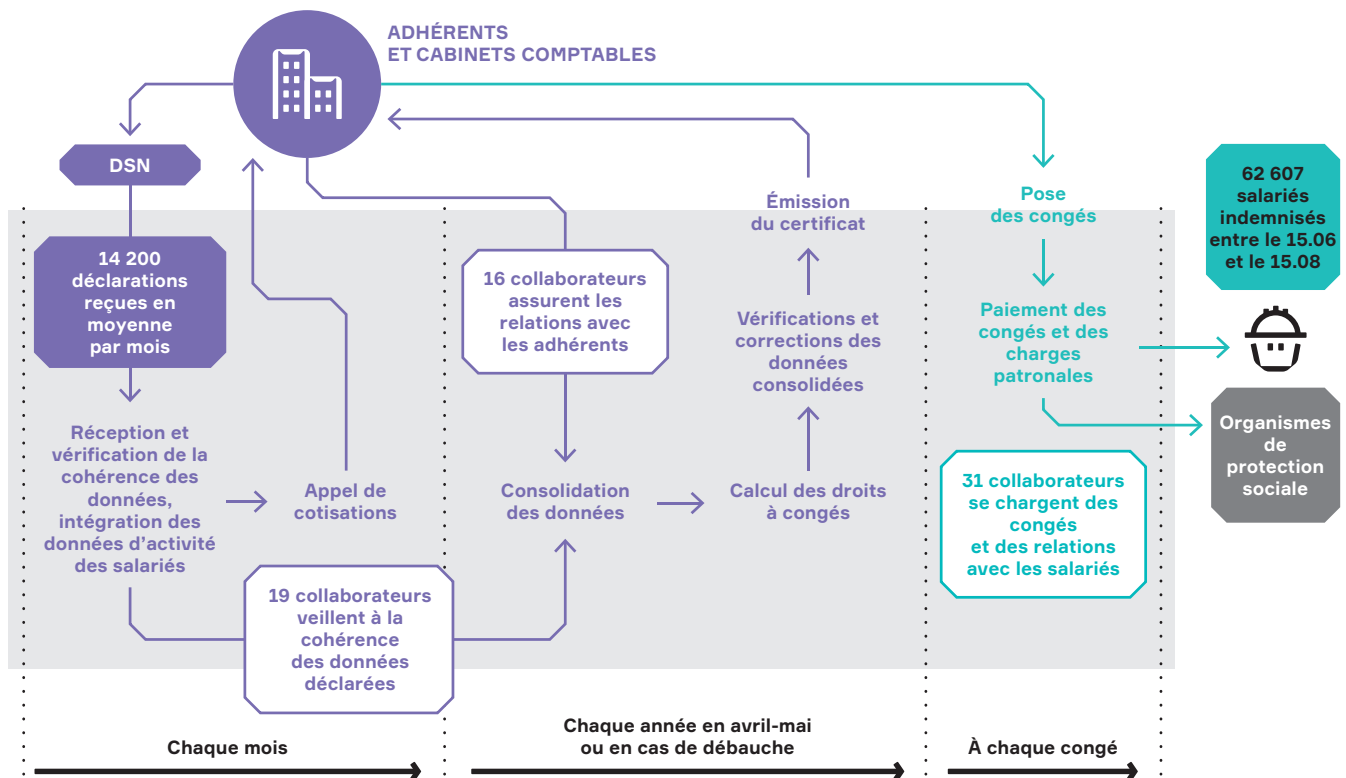 ADHÉRENTS
ET CABINETS COMPTABLES
DSN
14 200
déclarations
reçues en
moyenne
par mois
Réception et
vérification de la
cohérence des
données,
intégration des
données d’activité
des salariés
Appel de
cotisations
19 collaborateurs
veillent à la
cohérence
des données
déclarées
16 collaborateurs
assurent les
relations avec
les adhérents
Consolidation
des données
Calcul des droits
à congés
Vérifications et
corrections des
données
consolidées
Émission
du certificat
Pose
des congés
Paiement des
congés et des
charges
patronales
31 collaborateurs
se chargent des
congés
et des relations
avec les salariés
62 607
salariés
indemnisés
entre le 15.06
et le 15.08
Organismes
de
protection
sociale
Chaque mois
Chaque année en avril-mai
ou en cas de débauche
À chaque congé